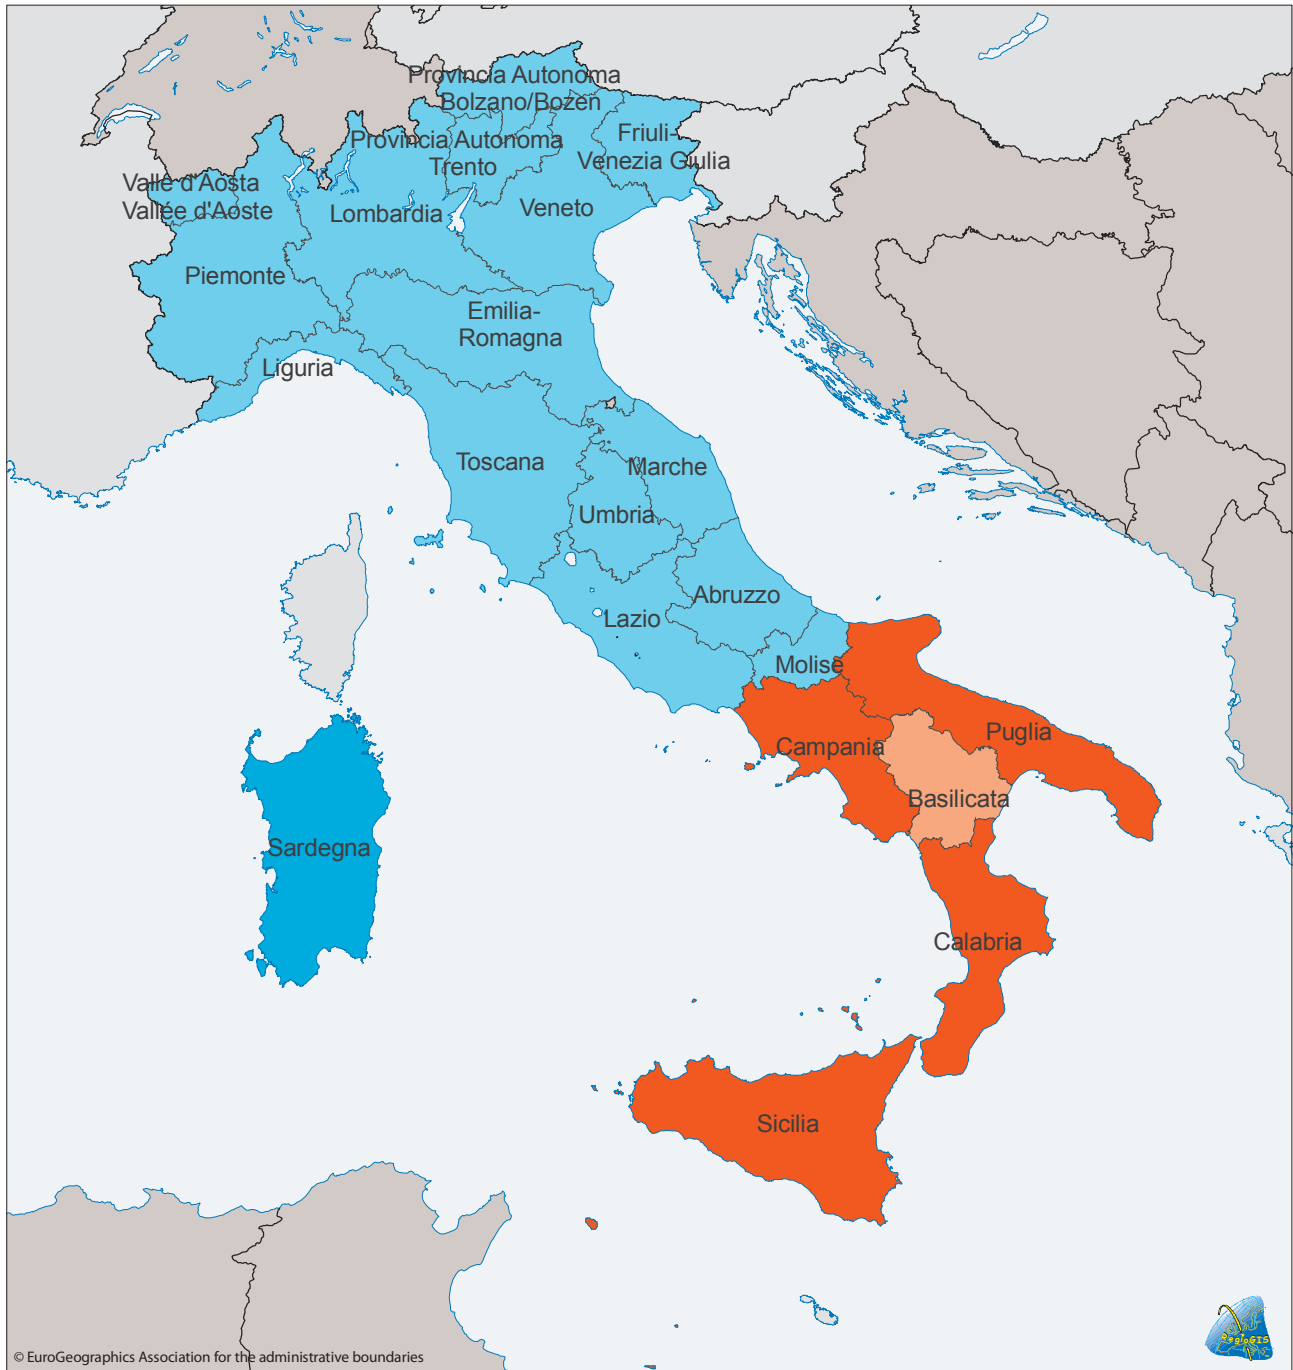 Provincia Autonoma
Bolzano/Bozen
Provincia Autonoma
Trento
Friuli-
Venezia Giulia
Valle d'Aosta
Vallée d'Aoste
Lombardia
Veneto
Piemonte
Emilia-
Romagna
Liguria
Toscana
Marche
Umbria
Abruzzo
Lazio
Molise
Campania
Puglia
Basilicata
Sardegna
Calabria
Sicilia
RegioGIS
© EuroGeographics Association for the administrative boundaries